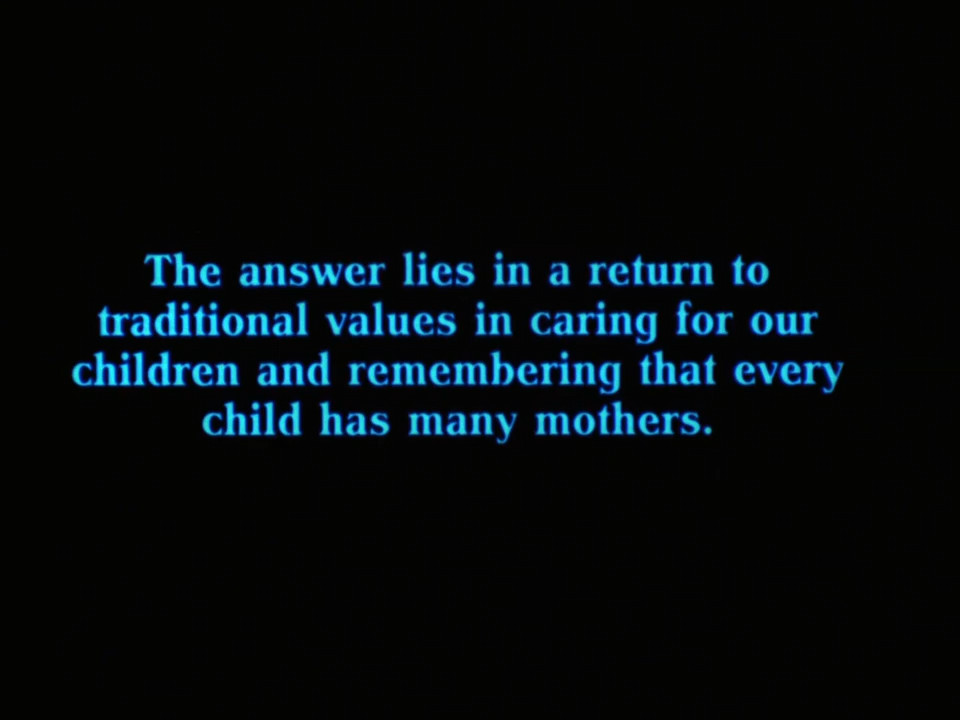 The answer lies in a return to
traditional values in caring for our
children and remembering that every
child has many mothers.